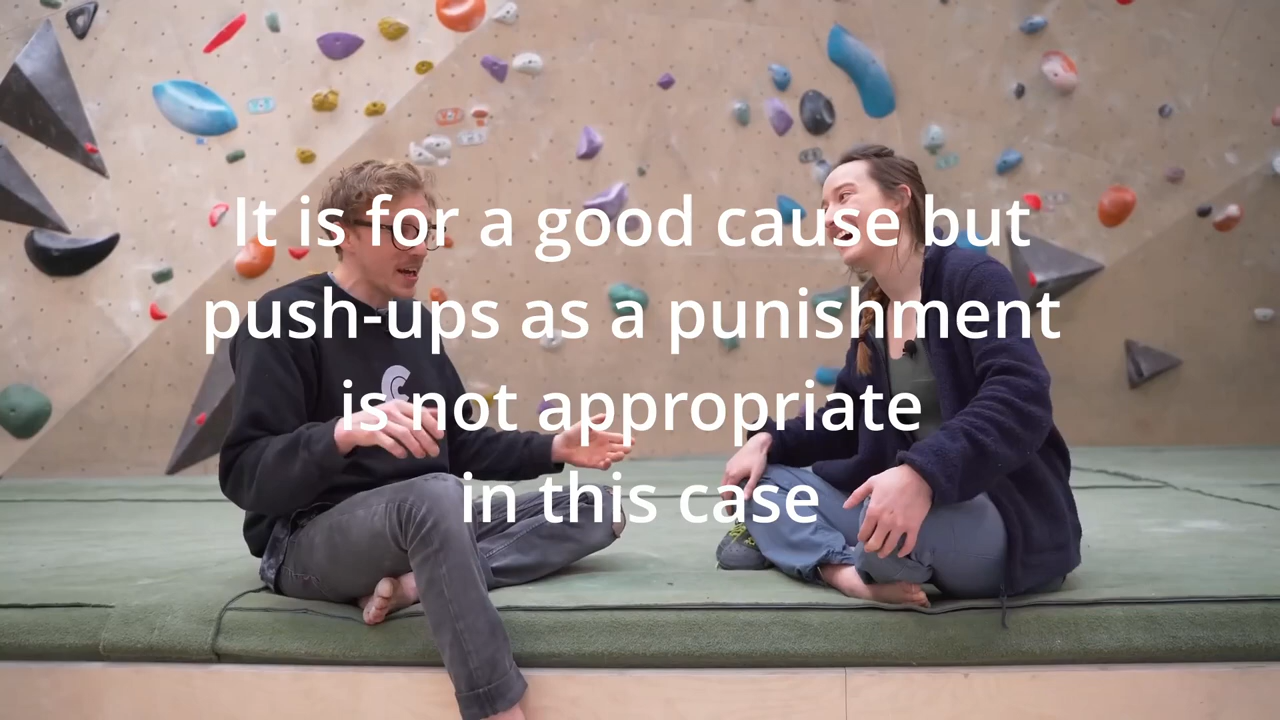 It is for a good cause but
push-ups as a punishment
is not appropriate
in this case